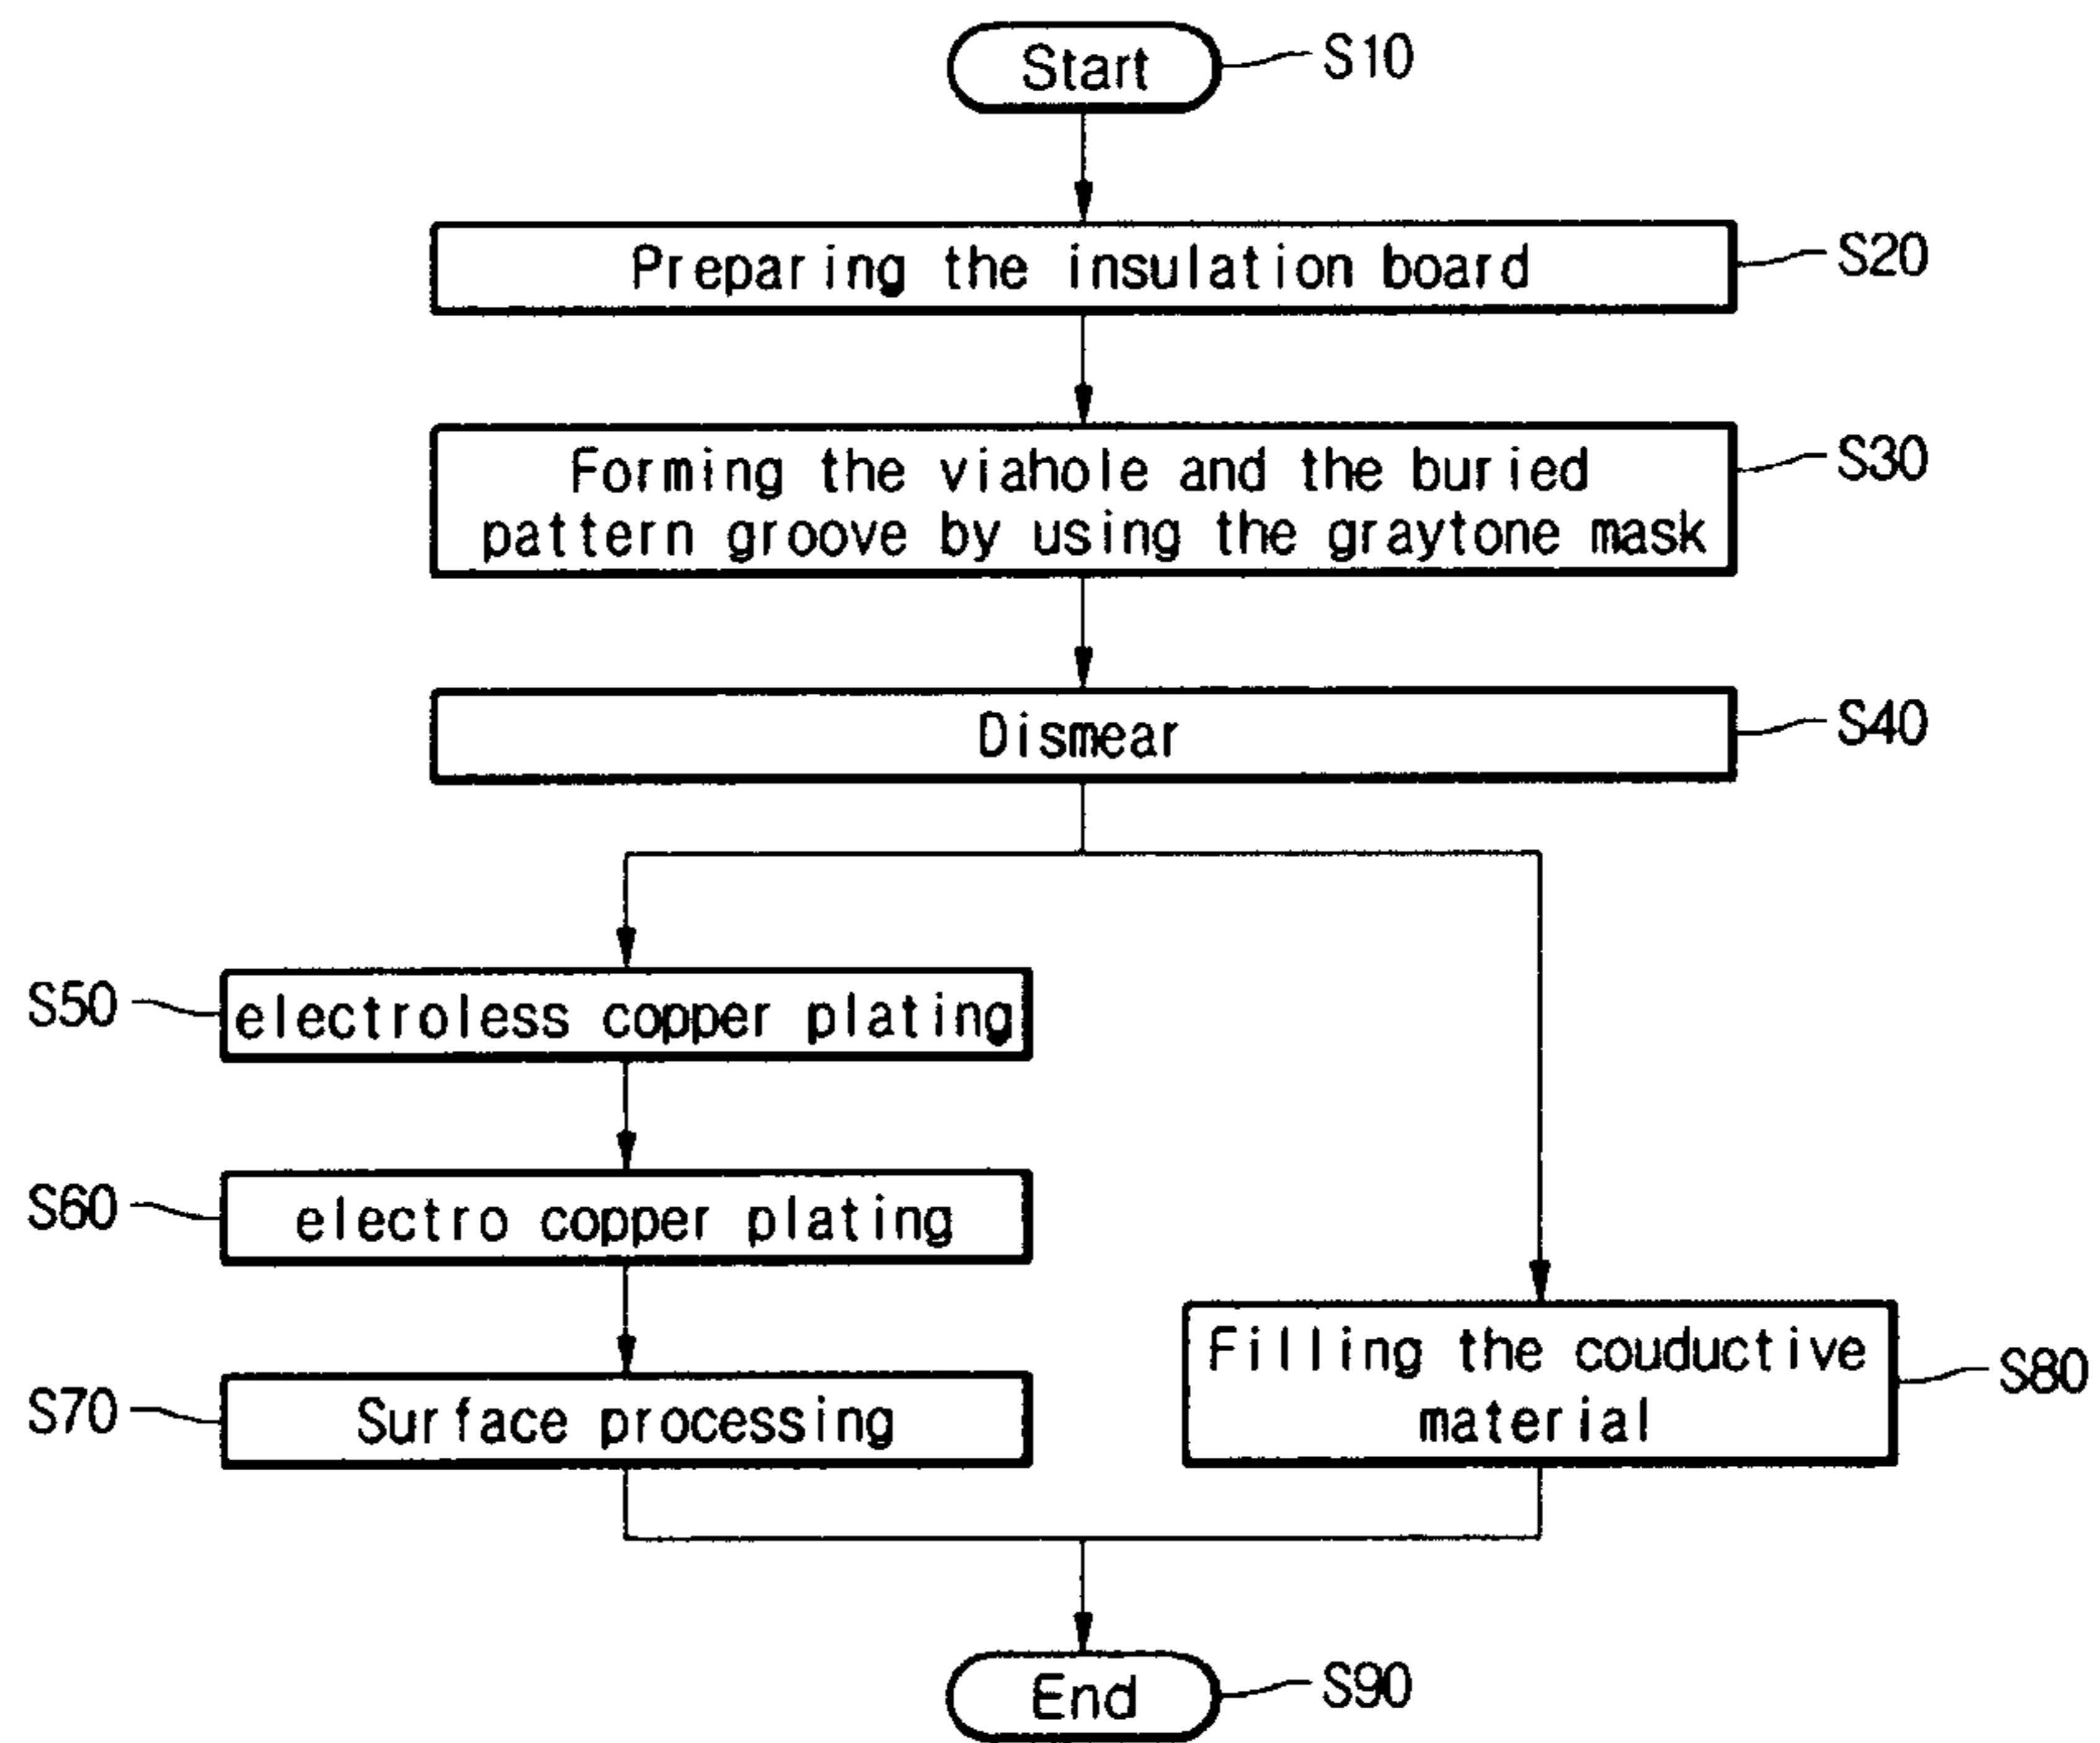 Start
S10
Preparing the insulation board
S20
Forming the viahole and the buried
pattern groove by using the graytone mask
S30
Dismear
S40
S50
electroless copper plating
S60
electro copper plating
S70
Surface processing
Filling the couductive
material
S80
End
S90